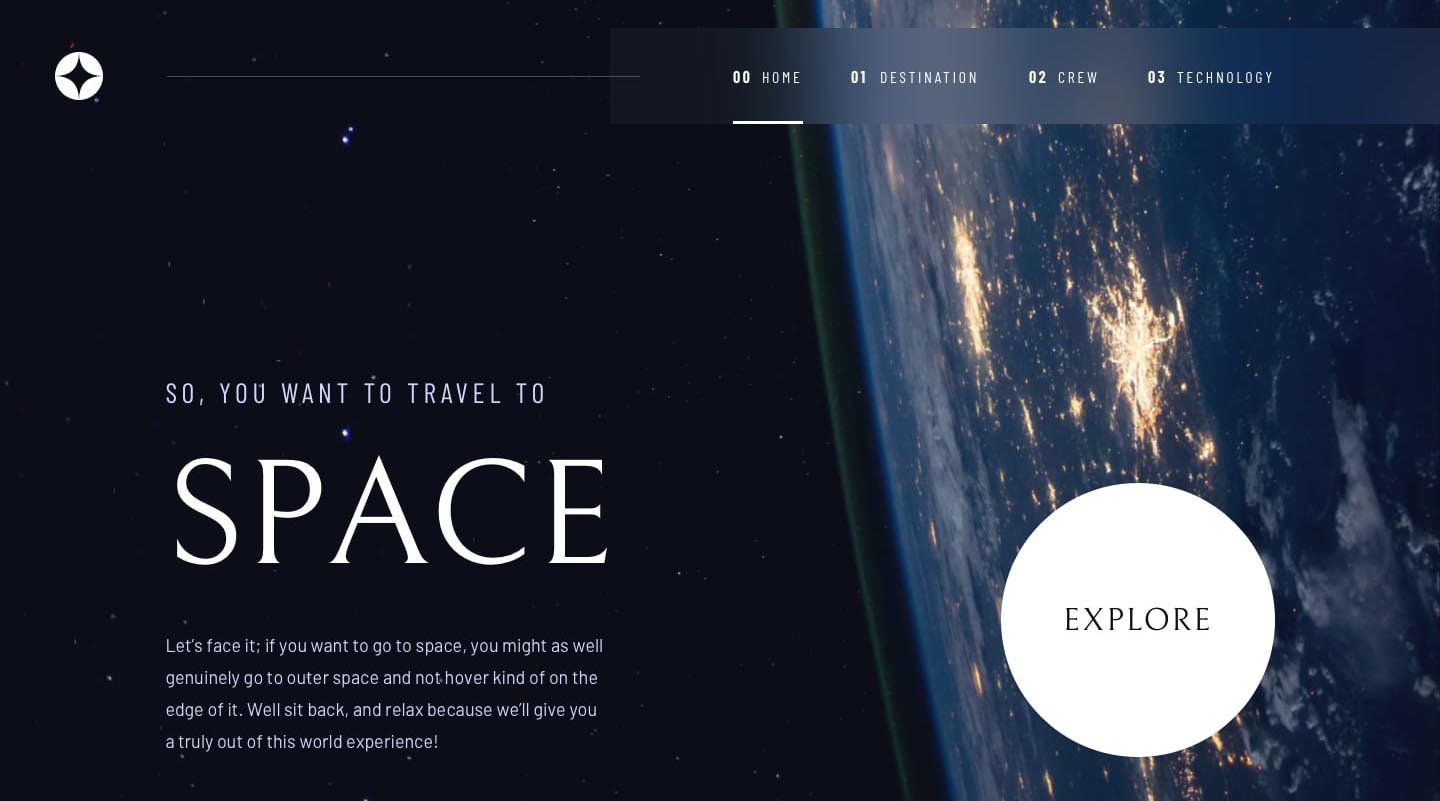 00 HOME 01 DESTINATION 02 CREW 03 TECHNOLOGY
SO, YOU WANT TO TRAVEL TO
SPACE
Let’s face it; if you want to go to space, you might as well
genuinely go to outer space and not hover kind of on the
edge of it. Well sit back, and relax because we’ll give you
a truly out of this world experience!
EXPLORE